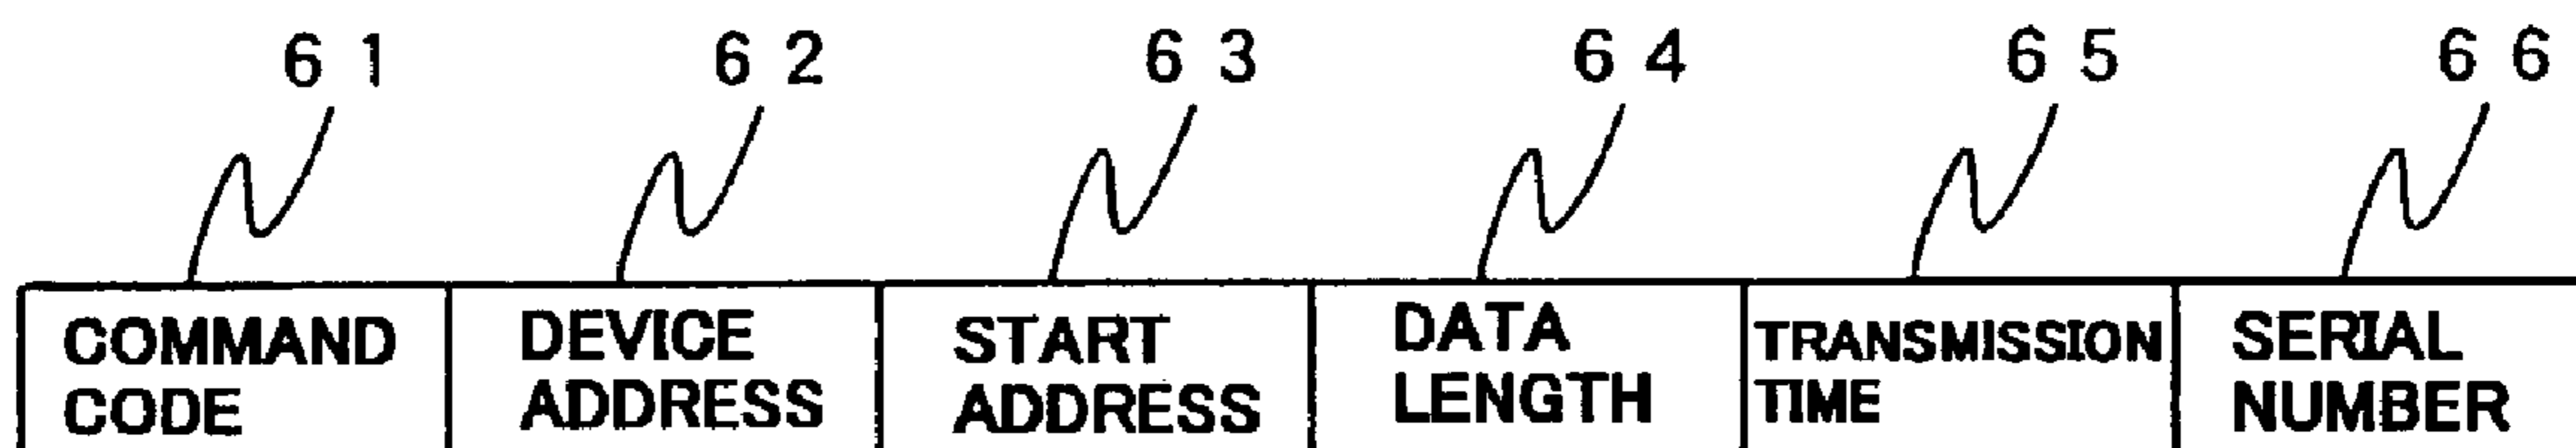 61 62 63 64 65 66
COMMAND CODE
DEVICE ADDRESS
START ADDRESS
DATA LENGTH
TRANSMISSION TIME
SERIAL NUMBER